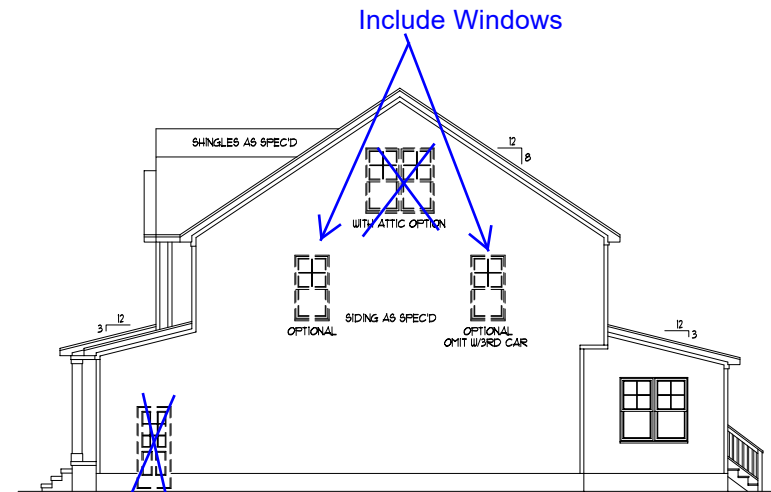 Include Windows
SHINGLES AS SPEC'D
12
8
WITH ATTIC OPTION
12
3
OPTIONAL
SIDING AS SPEC'D
OPTIONAL
OMIT W/3RD CAR
12
3